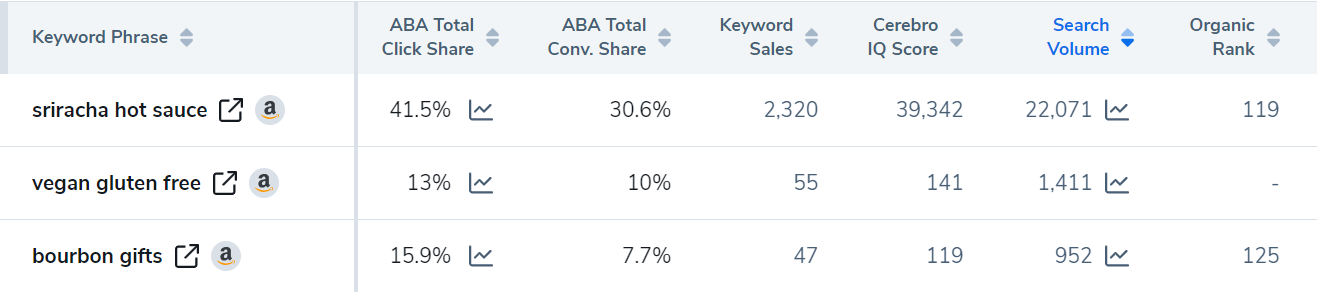 Keyword Phrase
ABA Total Click Share
ABA Total Conv. Share
Keyword Sales
Cerebro IQ Score
Search Volume
Organic Rank
sriracha hot sauce a 41.5% 30.6% 2,320 39,342 22,071 119
vegan gluten free a 13% 10% 55 141 1,411 -
bourbon gifts a 15.9% 7.7% 47 119 952 125